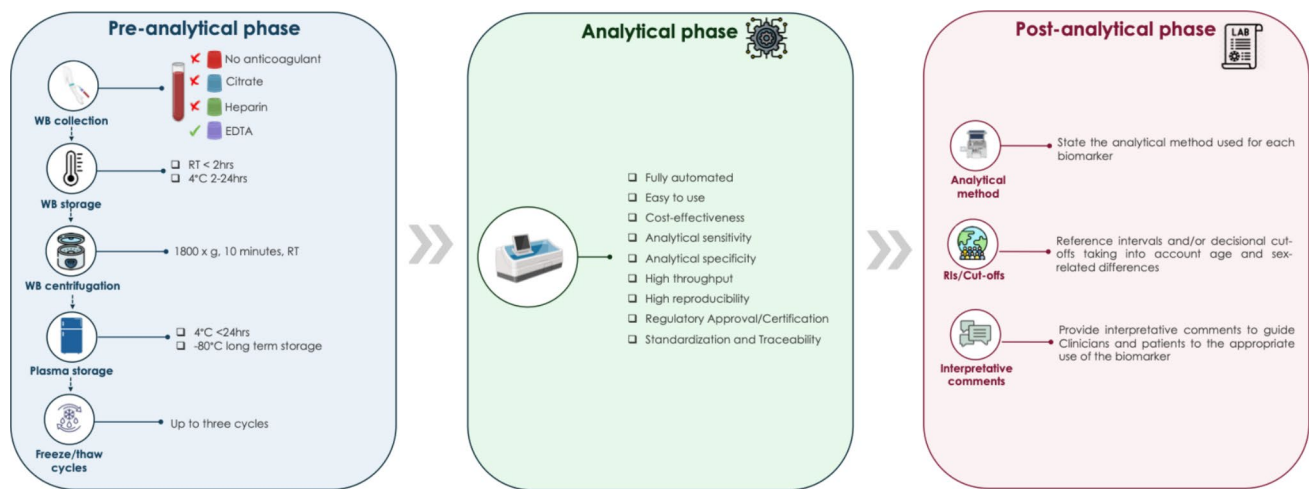 Pre-analytical phase
No anticoagulant
Citrate
Heparin
EDTA
WB collection
RT < 2hrs
4°C 2-24hrs
WB storage
1800 x g, 10 minutes, RT
WB centrifugation
4°C <24hrs
-80°C long term storage
Plasma storage
Up to three cycles
Freeze/thaw
cycles
Analytical phase
Fully automated
Easy to use
Cost-effectiveness
Analytical sensitivity
Analytical specificity
High throughput
High reproducibility
Regulatory Approval/Certification
Standardization and Traceability
Post-analytical phase
LAB
State the analytical method used for each
biomarker
Analytical
method
Reference intervals and/or decisional cut-
offs taking into account age and sex-
related differences
RIs/Cut-offs
Provide interpretative comments to guide
Clinicians and patients to the appropriate
use of the biomarker
Interpretative
comments